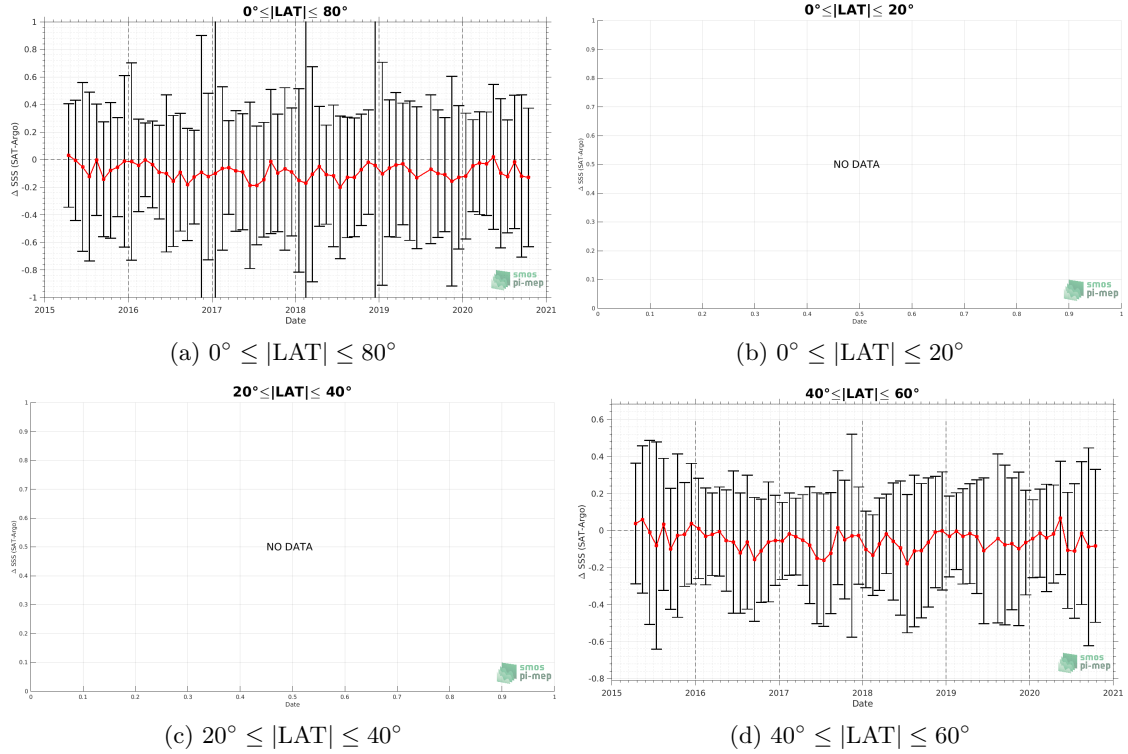 0°≤|LAT|≤ 80°
1
0.8
0.6
0.4
0.2
0
-0.2
-0.4
-0.6
-0.8
-1
Δ SSS (SAT-Argo)
2015 2016 2017 2018 2019 2020 2021
Date
smos
pi-mep
(a) 0° ≤ |LAT| ≤ 80°
0°≤|LAT|≤ 20°
1
0.9
0.8
0.7
0.6
0.5
0.4
0.3
0.2
0.1
0
Δ SSS (SAT-Argo)
NO DATA
0 0.1 0.2 0.3 0.4 0.5 0.6 0.7 0.8 0.9 1
Date
smos
pi-mep
(b) 0° ≤ |LAT| ≤ 20°
20°≤|LAT|≤ 40°
1
0.9
0.8
0.7
0.6
0.5
0.4
0.3
0.2
0.1
0
Δ SSS (SAT-Argo)
NO DATA
0 0.1 0.2 0.3 0.4 0.5 0.6 0.7 0.8 0.9 1
Date
smos
pi-mep
(c) 20° ≤ |LAT| ≤ 40°
40°≤|LAT|≤ 60°
0.6
0.4
0.2
0
-0.2
-0.4
-0.6
-0.8
Δ SSS (SAT-Argo)
2015 2016 2017 2018 2019 2020 2021
Date
smos
pi-mep
(d) 40° ≤ |LAT| ≤ 60°